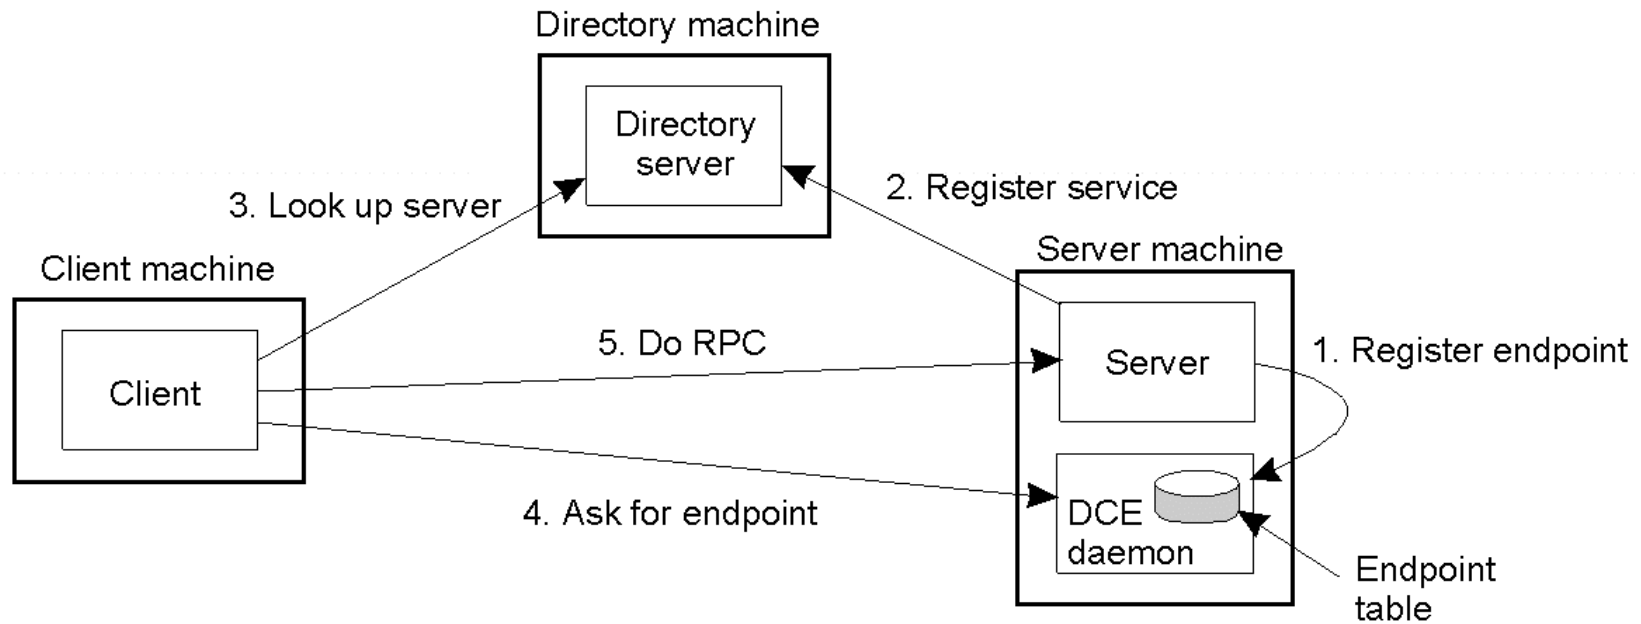 Directory machine
Directory
server
3. Look up server
2. Register service
Client machine
Server machine
Client
5. Do RPC
Server
1. Register endpoint
4. Ask for endpoint
DCE
daemon
Endpoint
table